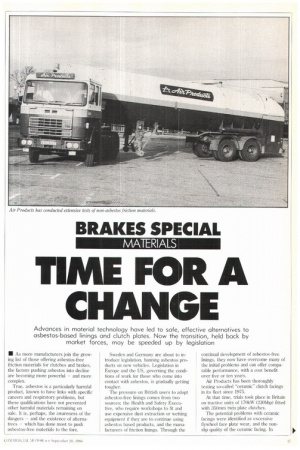 Air Products
Air Products
Air Products has conducted extensive tests of non-asbestos friction materials.
BRAKES SPECIAL
MATERIALS
TIME FOR A
CHANGE
Advances in material technology have led to safe, effective alternatives to
asbestos-based linings and clutch plates. Now the transition, held back by
market forces, may be speeded up by legislation
■ As more manufacturers join the grow-
ing list of those offering asbestos-free
friction materials for clutches and brakes,
the factors pushing asbestos into decline
are becoming more powerful — and more
complex.
True, asbestos is a particularly harmful
product, known to have links with specific
cancers and respiratory problems, but
these qualifications have not prevented
other harmful materials remaining on
sale. It is, perhaps, the awareness of the
dangers — and the existence of alterna-
tives — which has done most to push
asbestos-free materials to the fore.
Sweden and Germany are about to in-
troduce legislation, banning asbestos pro-
ducts on new vehicles. Legislation in
Europe and the US, governing the condi-
tions of work for those who come into
contact with asbestos, is gradually getting
tougher.
The pressure on British users to adopt
asbestos-free linings comes from two
sources: the Health and Safety Execu-
tive, who require workshops to fit and
use expensive dust extraction or wetting
equipment if they are to continue using
asbestos based products, and the manu-
facturers of friction linings. Through the
continual development of asbestos-free
linings, they now have overcome many of
the initial problems and can offer compar-
able performance, with a cost benefit
over five or ten years.
Air Products has been thoroughly
testing so-called "ceramic" clutch facings
in its fleet since 1973.
At that time, trials took place in Britain
on tractive units of
with 350mm twin plate clutches.
The potential problems with ceramic
facings were identified as excessive
flywheel face plate wear, and the non-
slip quality of the ceramic facing. In